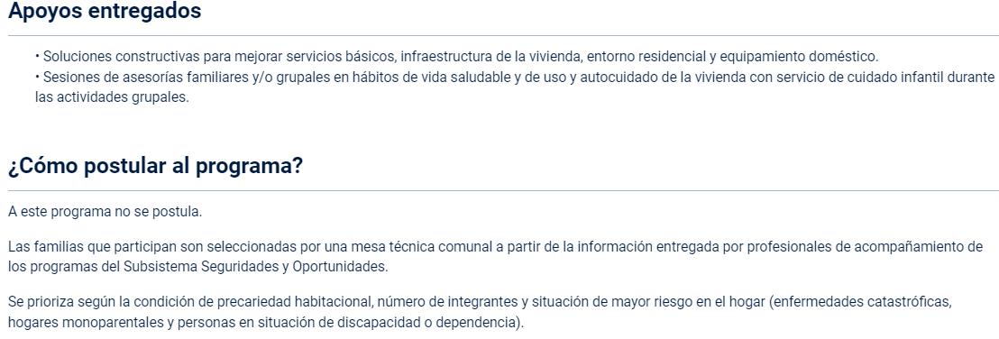 Apoyos entregados
• Soluciones constructivas para mejorar servicios básicos, infraestructura de la vivienda, entorno residencial y equipamiento doméstico.
• Sesiones de asesorías familiares y/o grupales en hábitos de vida saludable y de uso y autocuidado de la vivienda con servicio de cuidado infantil durante
las actividades grupales.
¿Cómo postular al programa?
A este programa no se postula.
Las familias que participan son seleccionadas por una mesa técnica comunal a partir de la información entregada por profesionales de acompañamiento de
los programas del Subsistema Seguridades y Oportunidades.
Se prioriza según la condición de precariedad habitacional, número de integrantes y situación de mayor riesgo en el hogar (enfermedades catastróficas,
hogares monoparentales y personas en situación de discapacidad o dependencia).